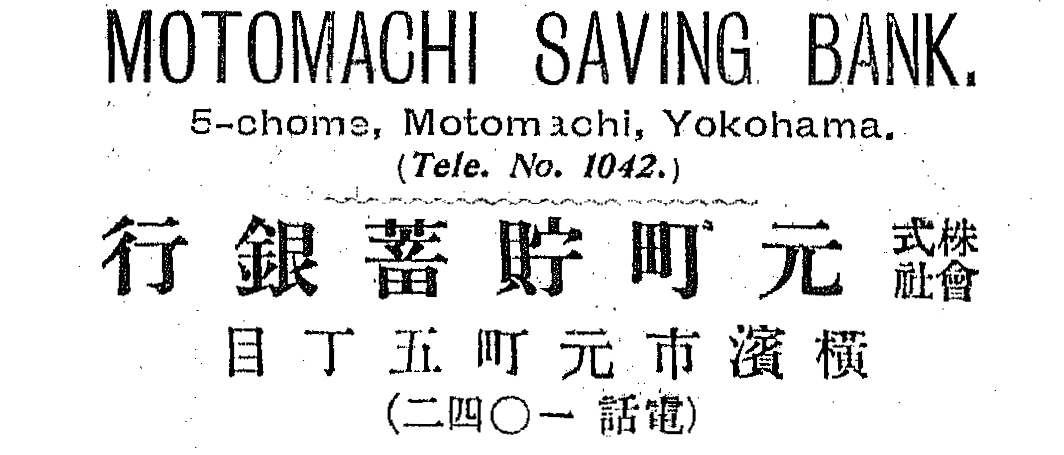 MOTOMACHI SAVING BANK.
5-chome, Motomachi, Yokohama.
(Tele. No. 1042.)
株式會社 元町貯蓄銀行
橫濱市元町五丁目
(電話 一〇四二)